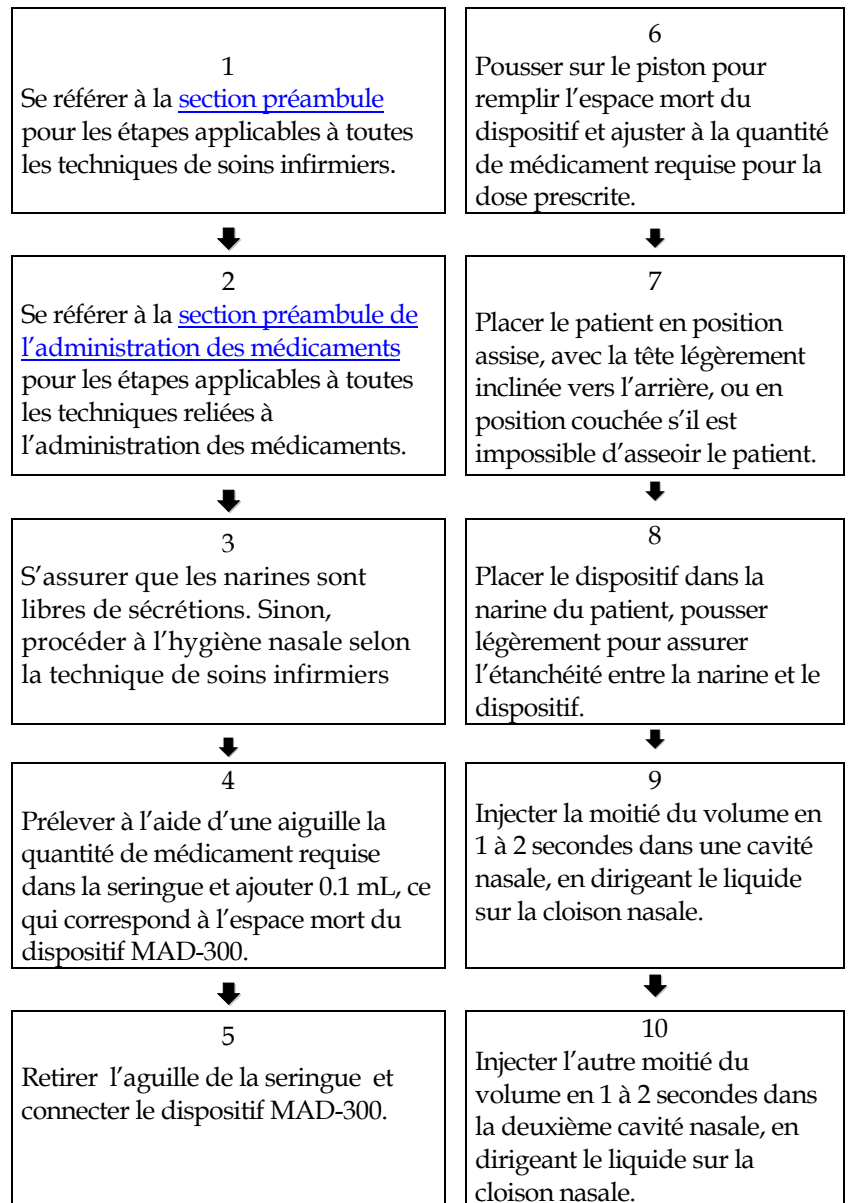 1
Se référer à la section préambule
pour les étapes applicables à toutes
les techniques de soins infirmiers.
2
Se référer à la section préambule de
l’administration des médicaments
pour les étapes applicables à toutes
les techniques reliées à
l’administration des médicaments.
3
S’assurer que les narines sont
libres de sécrétions. Sinon,
procéder à l’hygiène nasale selon
la technique de soins infirmiers
4
Prélever à l’aide d’une aiguille la
quantité de médicament requise
dans la seringue et ajouter 0.1 mL, ce
qui correspond à l’espace mort du
dispositif MAD-300.
5
Retirer l’aguille de la seringue et
connecter le dispositif MAD-300.
6
Pousser sur le piston pour
remplir l’espace mort du
dispositif et ajuster à la quantité
de médicament requise pour la
dose prescrite.
7
Placer le patient en position
assise, avec la tête légèrement
inclinée vers l’arrière, ou en
position couchée s’il est
impossible d’asseoir le patient.
8
Placer le dispositif dans la
narine du patient, pousser
légèrement pour assurer
l’étanchéité entre la narine et le
dispositif.
9
Injecter la moitié du volume en
1 à 2 secondes dans une cavité
nasale, en dirigeant le liquide
sur la cloison nasale.
10
Injecter l’autre moitié du
volume en 1 à 2 secondes dans
la deuxième cavité nasale, en
dirigeant le liquide sur la
cloison nasale.